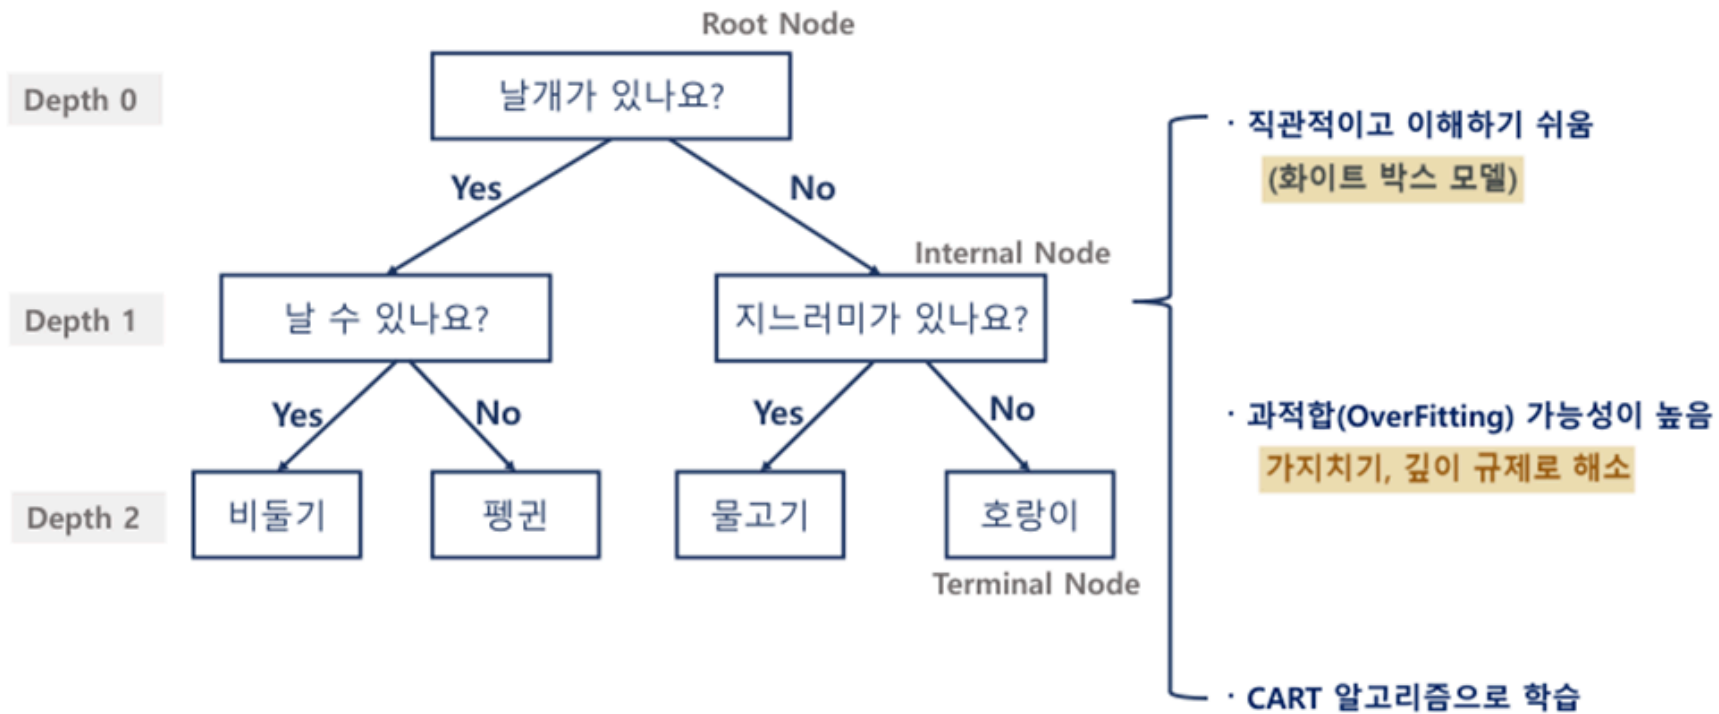 Root Node
Depth 0
날개가 있나요?
Yes
No
Internal Node
Depth 1
날 수 있나요?
지느러미가 있나요?
Yes
No
Yes
No
Depth 2
비둘기
펭귄
물고기
호랑이
Terminal Node
· 직관적이고 이해하기 쉬움
(화이트 박스 모델)
· 과적합(OverFitting) 가능성이 높음
가지치기, 깊이 규제로 해소
· CART 알고리즘으로 학습